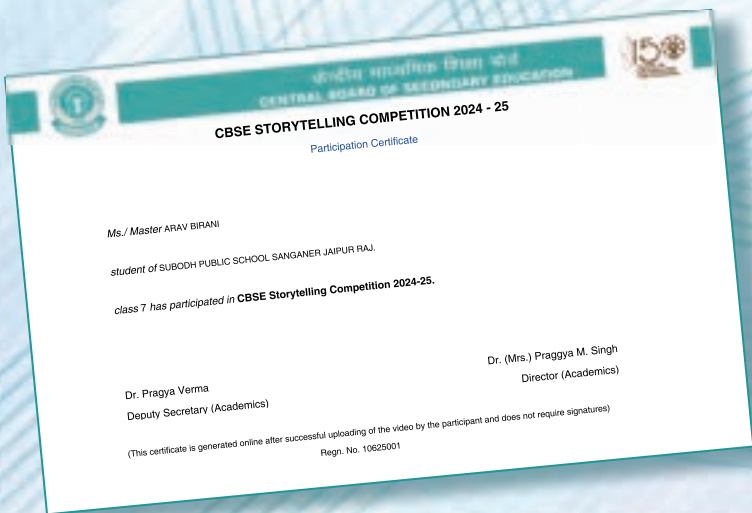 केन्द्रीय माध्यमिक शिक्षा बोर्ड
CENTRAL BOARD OF SECONDARY EDUCATION
150
CBSE STORYTELLING COMPETITION 2024 - 25
Participation Certificate
Ms./ Master ARAV BIRANI
student of SUBODH PUBLIC SCHOOL SANGANER JAIPUR RAJ.
class 7 has participated in CBSE Storytelling Competition 2024-25.
Dr. Pragya Verma
Deputy Secretary (Academics)
Dr. (Mrs.) Praggya M. Singh
Director (Academics)
(This certificate is generated online after successful uploading of the video by the participant and does not require signatures)
Regn. No. 10625001